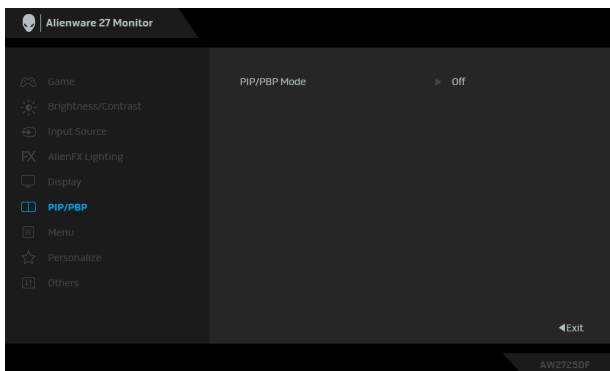 Alienware 27 Monitor
Game
PIP/PBP Mode
Off
Brightness/Contrast
Input Source
AlienFX Lighting
Display
PIP/PBP
Menu
Personalize
Others
Exit
AW2725DF